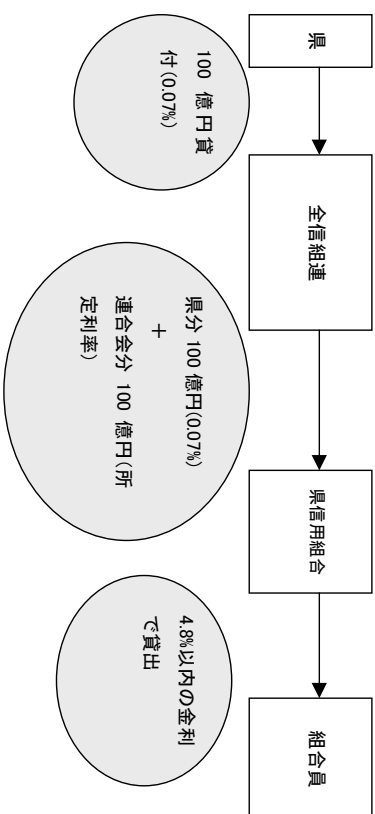 県
全信組連
県信用組合
組合員
100 億円貸
付(0.07%)
県分 100 億円(0.07%)
＋
連合会分 100 億円(所
定利率)
4.8%以内の金利
で貸出